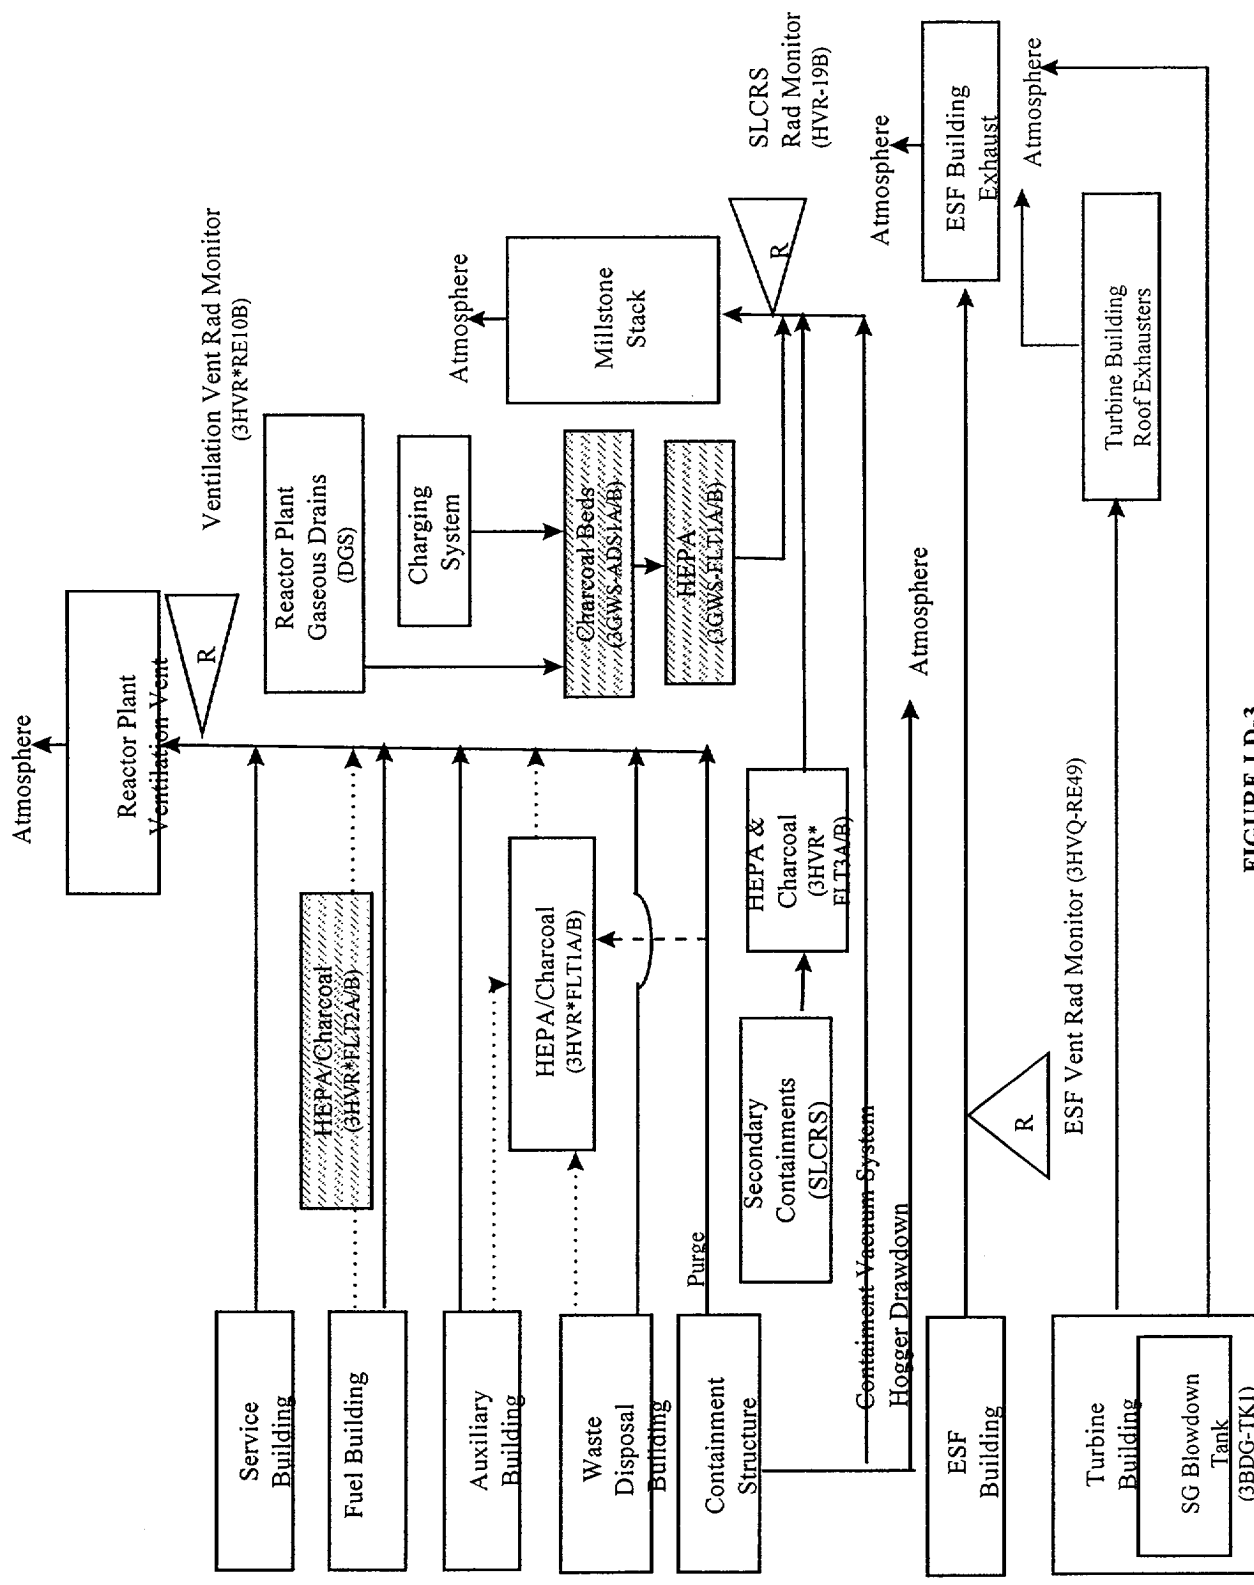 Atmosphere
Reactor Plant
Ventilation Vent
R
Ventilation Vent Rad Monitor
(3HVR*RE10B)
Reactor Plant
Gaseous Drains
(DGS)
Charging
System
Charcoal Beds
(3GWS-ADS1A/B)
HEPA
(3GWS-FLT1A/B)
Atmosphere
Millstone
Stack
R
SLCRS
Rad Monitor
(HVR-19B)
Service
Building
Fuel Building
HEPA/Charcoal
(3HVR*FLT2A/B)
Auxiliary
Building
HEPA/Charcoal
(3HVR*FLT1A/B)
Waste
Disposal
Building
Containment
Structure
Purge
Secondary
Containments
(SLCRS)
HEPA &
Charcoal
(3HVR*
FLT3A/B)
Contaiment Vacuum System
Hogger Drawdown
Atmosphere
ESF
Building
R
ESF Vent Rad Monitor (3HVQ-RE49)
Atmosphere
ESF Building
Exhaust
Turbine
Building
SG Blowdown
Tank
(3BDG-TK1)
Turbine Building
Roof Exhausters
Atmosphere